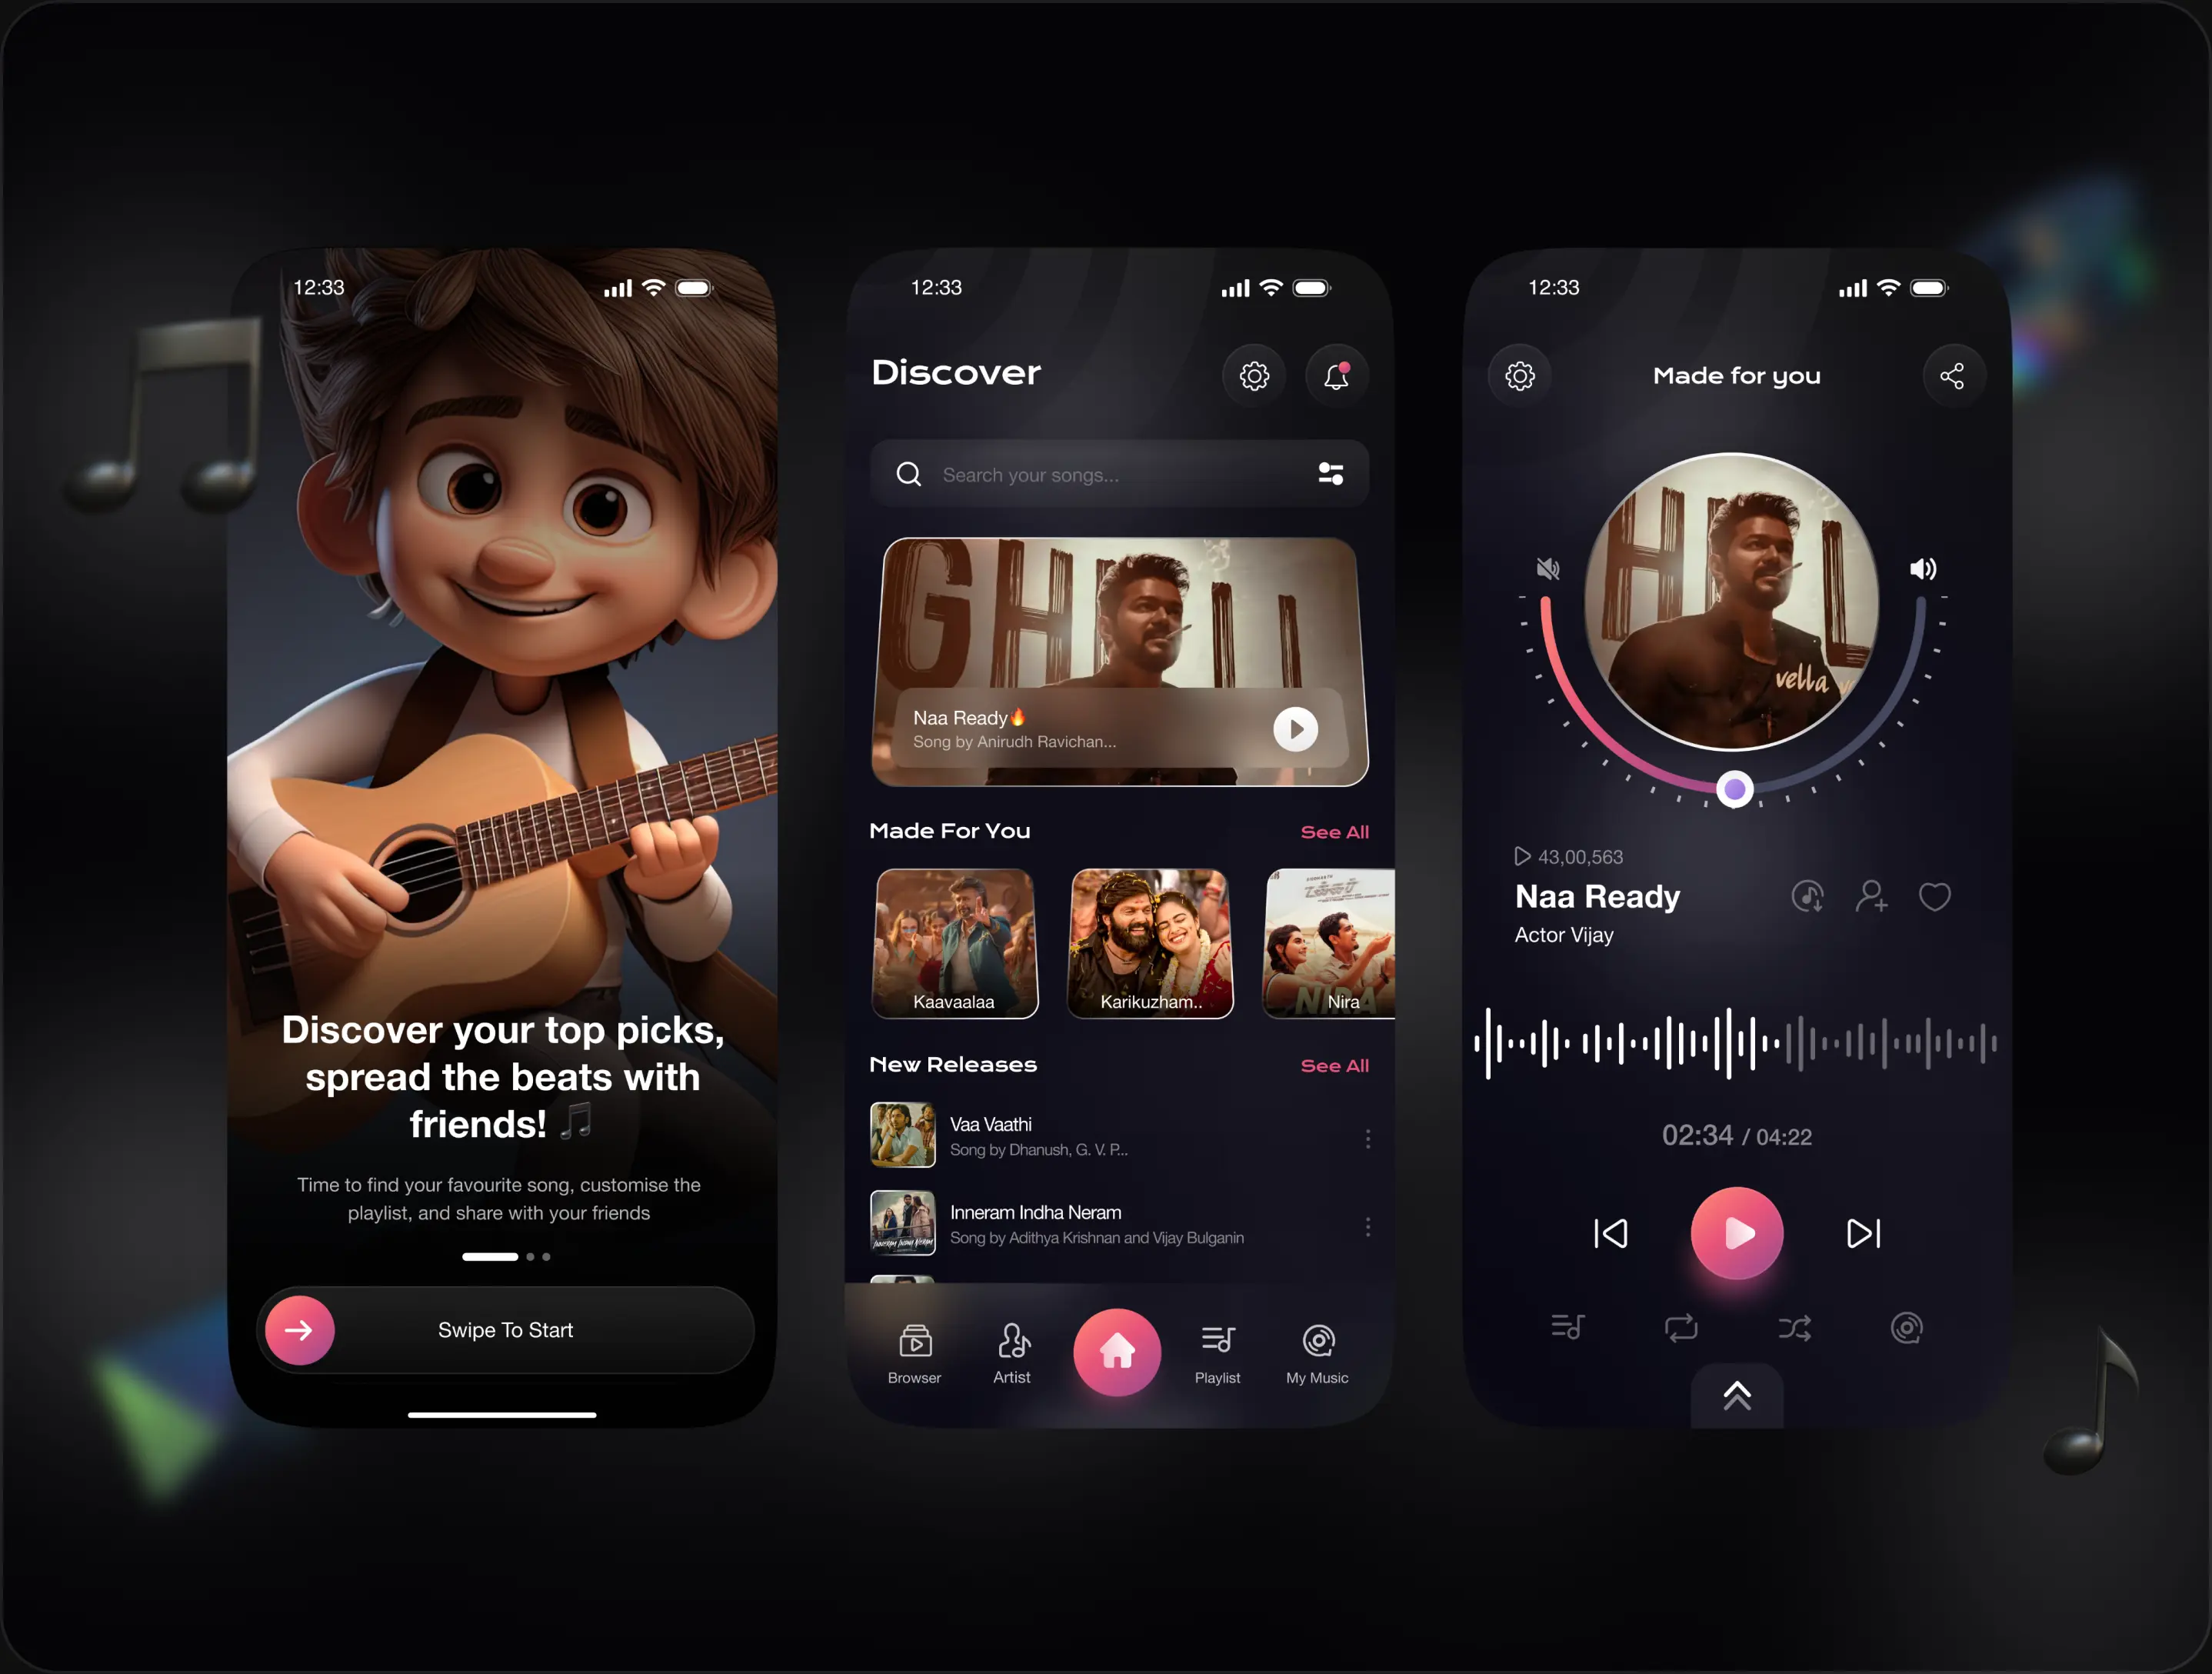 12:33
Discover your top picks,
spread the beats with
friends! 🎵
Time to find your favourite song, customise the
playlist, and share with your friends
Swipe To Start
12:33
Discover
Search your songs...
GHILLI
Naa Ready🔥
Song by Anirudh Ravichan...
Made For You
See All
Kaavaalaa
Karikuzham..
NIRA
Nira
New Releases
See All
Vaa Vaathi
Song by Dhanush, G. V. P...
Inneram Indha Neram
Song by Adithya Krishnan and Vijay Bulganin
Browser
Artist
Playlist
My Music
12:33
Made for you
vella
43,00,563
Naa Ready
Actor Vijay
02:34 / 04:22